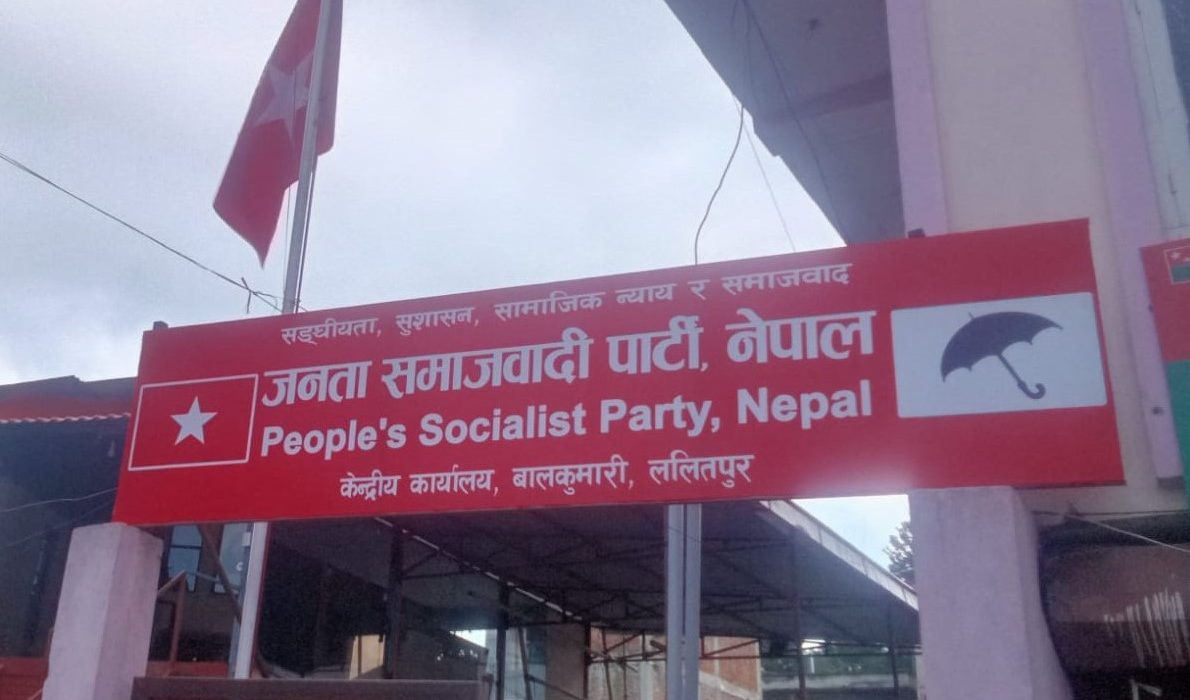 सङ्घीयता, सुशासन, सामाजिक न्याय र समाजवाद
जनता समाजवादी पार्टी, नेपाल
People's Socialist Party, Nepal
केन्द्रीय कार्यालय, बालकुमारी, ललितपुर